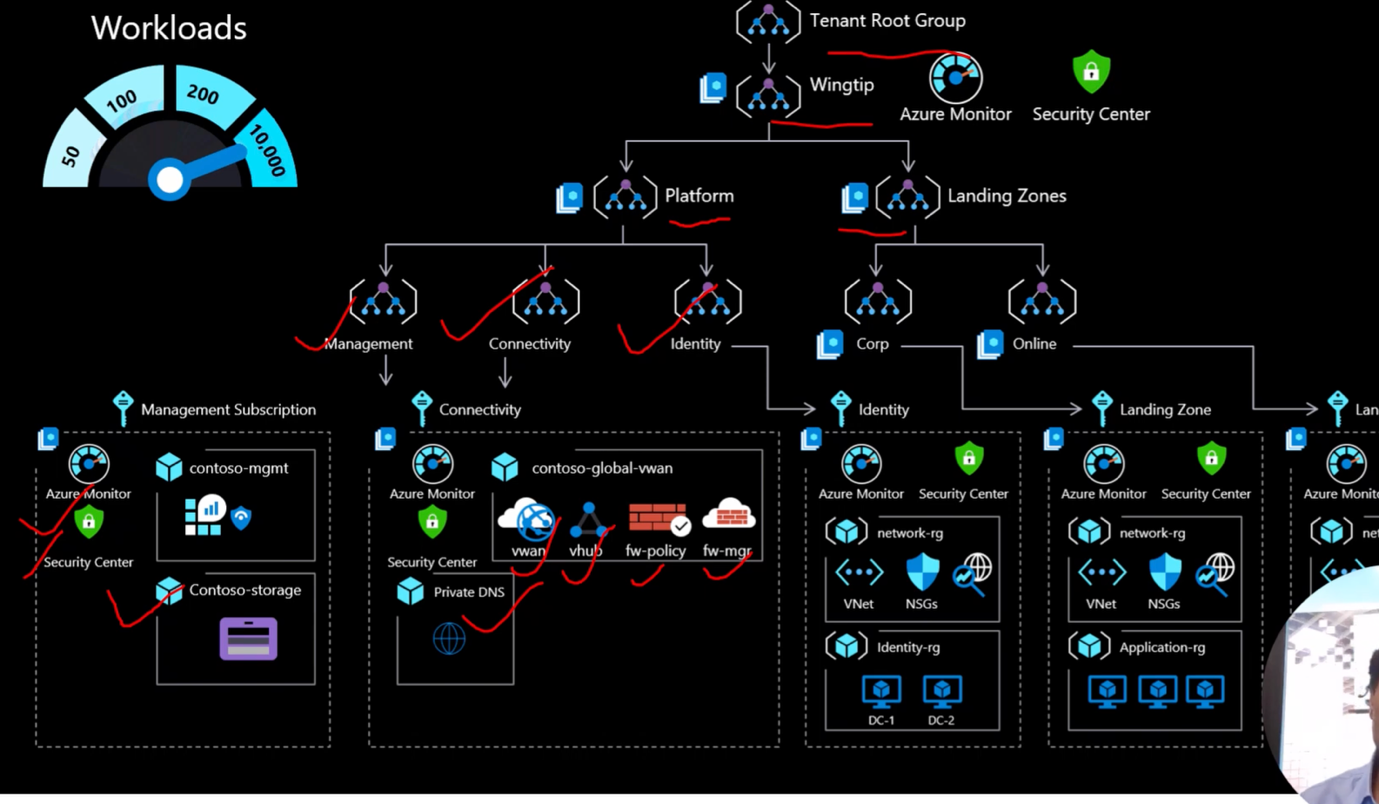 Workloads
50
100
200
10,000
Tenant Root Group
Wingtip
Azure Monitor
Security Center
Platform
Landing Zones
Management
Connectivity
Identity
Corp
Online
Management Subscription
Azure Monitor
Security Center
contoso-mgmt
Contoso-storage
Connectivity
Azure Monitor
Security Center
contoso-global-vwan
vwan
vhub
fw-policy
fw-mgr
Private DNS
Identity
Azure Monitor
Security Center
network-rg
VNet
NSGs
Identity-rg
DC-1
DC-2
Landing Zone
Azure Monitor
Security Center
network-rg
VNet
NSGs
Application-rg
Lan
Azure Monit
net